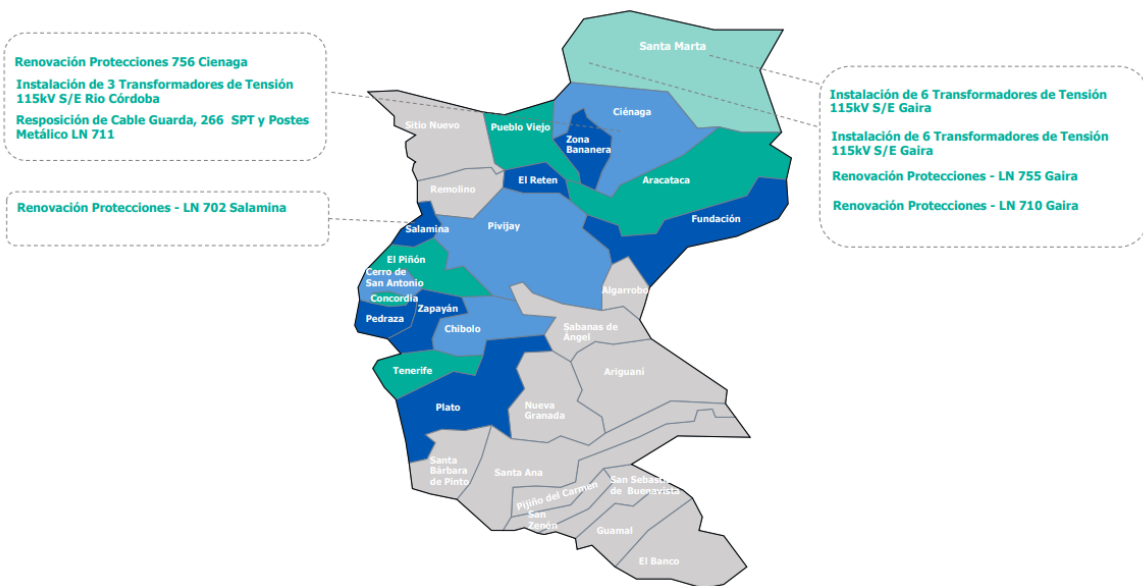 Renovación Protecciones 756 Cienaga
Instalación de 3 Transformadores de Tensión
115kV S/E Rio Córdoba
Resposición de Cable Guarda, 266 SPT y Postes
Metálico LN 711
Renovación Protecciones - LN 702 Salamina
Santa Marta
Instalación de 6 Transformadores de Tensión
115kV S/E Gaira
Instalación de 6 Transformadores de Tensión
115kV S/E Gaira
Renovación Protecciones - LN 755 Gaira
Renovación Protecciones - LN 710 Gaira
Ciénaga
Sitio Nuevo
Pueblo Viejo
Zona
Bananera
El Reten
Aracataca
Remolino
Fundación
Salamina
Pivijay
El Piñón
Cerro de
San Antonio
Concordia
Algarrobo
Zapayán
Pedraza
Chibolo
Sabanas de
Ángel
Tenerife
Ariguaní
Plato
Nueva
Granada
Santa
Bárbara
de Pinto
Santa Ana
Pijiño del Carmen
San Sebastián
de Buenavista
San
Zenón
Guamal
El Banco